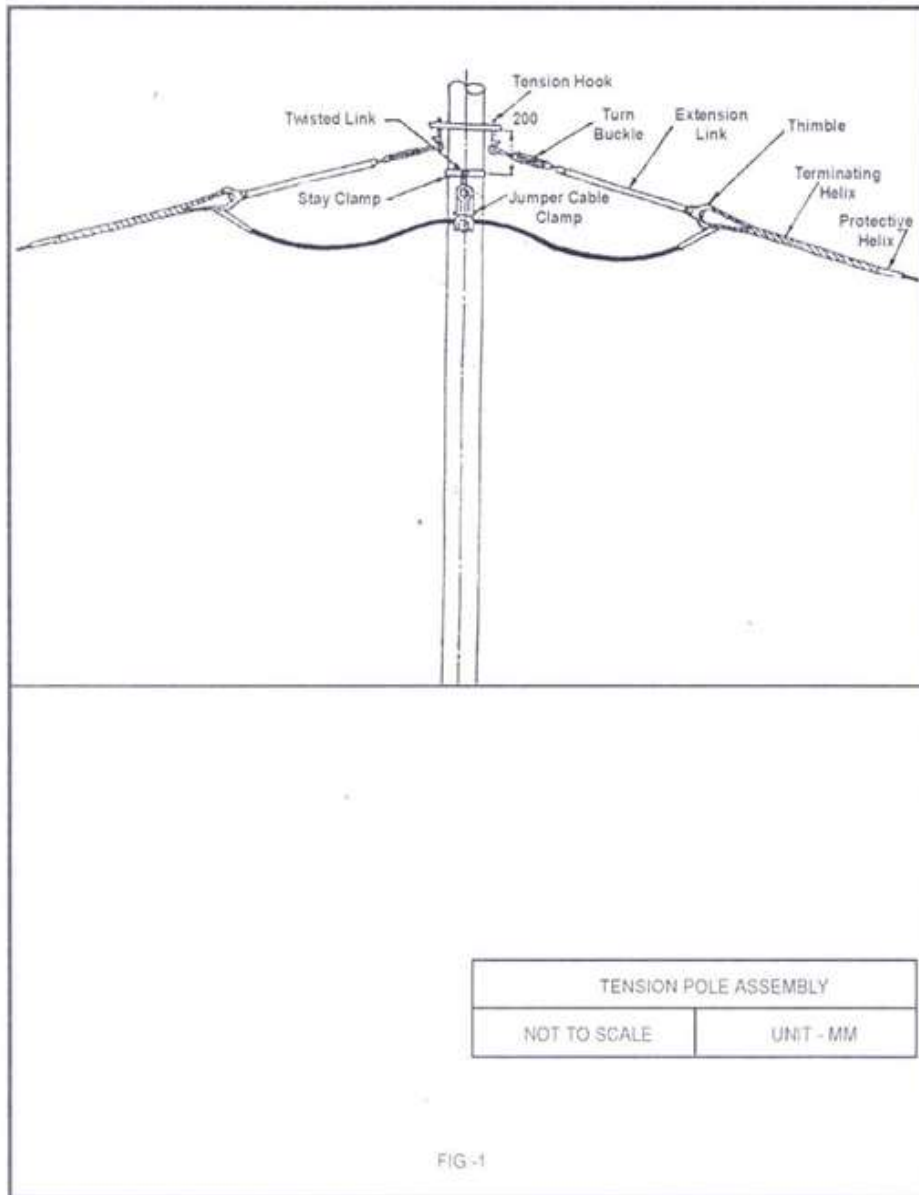 Tension Hook
200
Twisted Link
Turn
Buckle
Extension
Link
Thimble
Stay Clamp
Jumper Cable
Clamp
Terminating
Helix
Protective
Helix
TENSION POLE ASSEMBLY
NOT TO SCALE
UNIT - MM
FIG -1